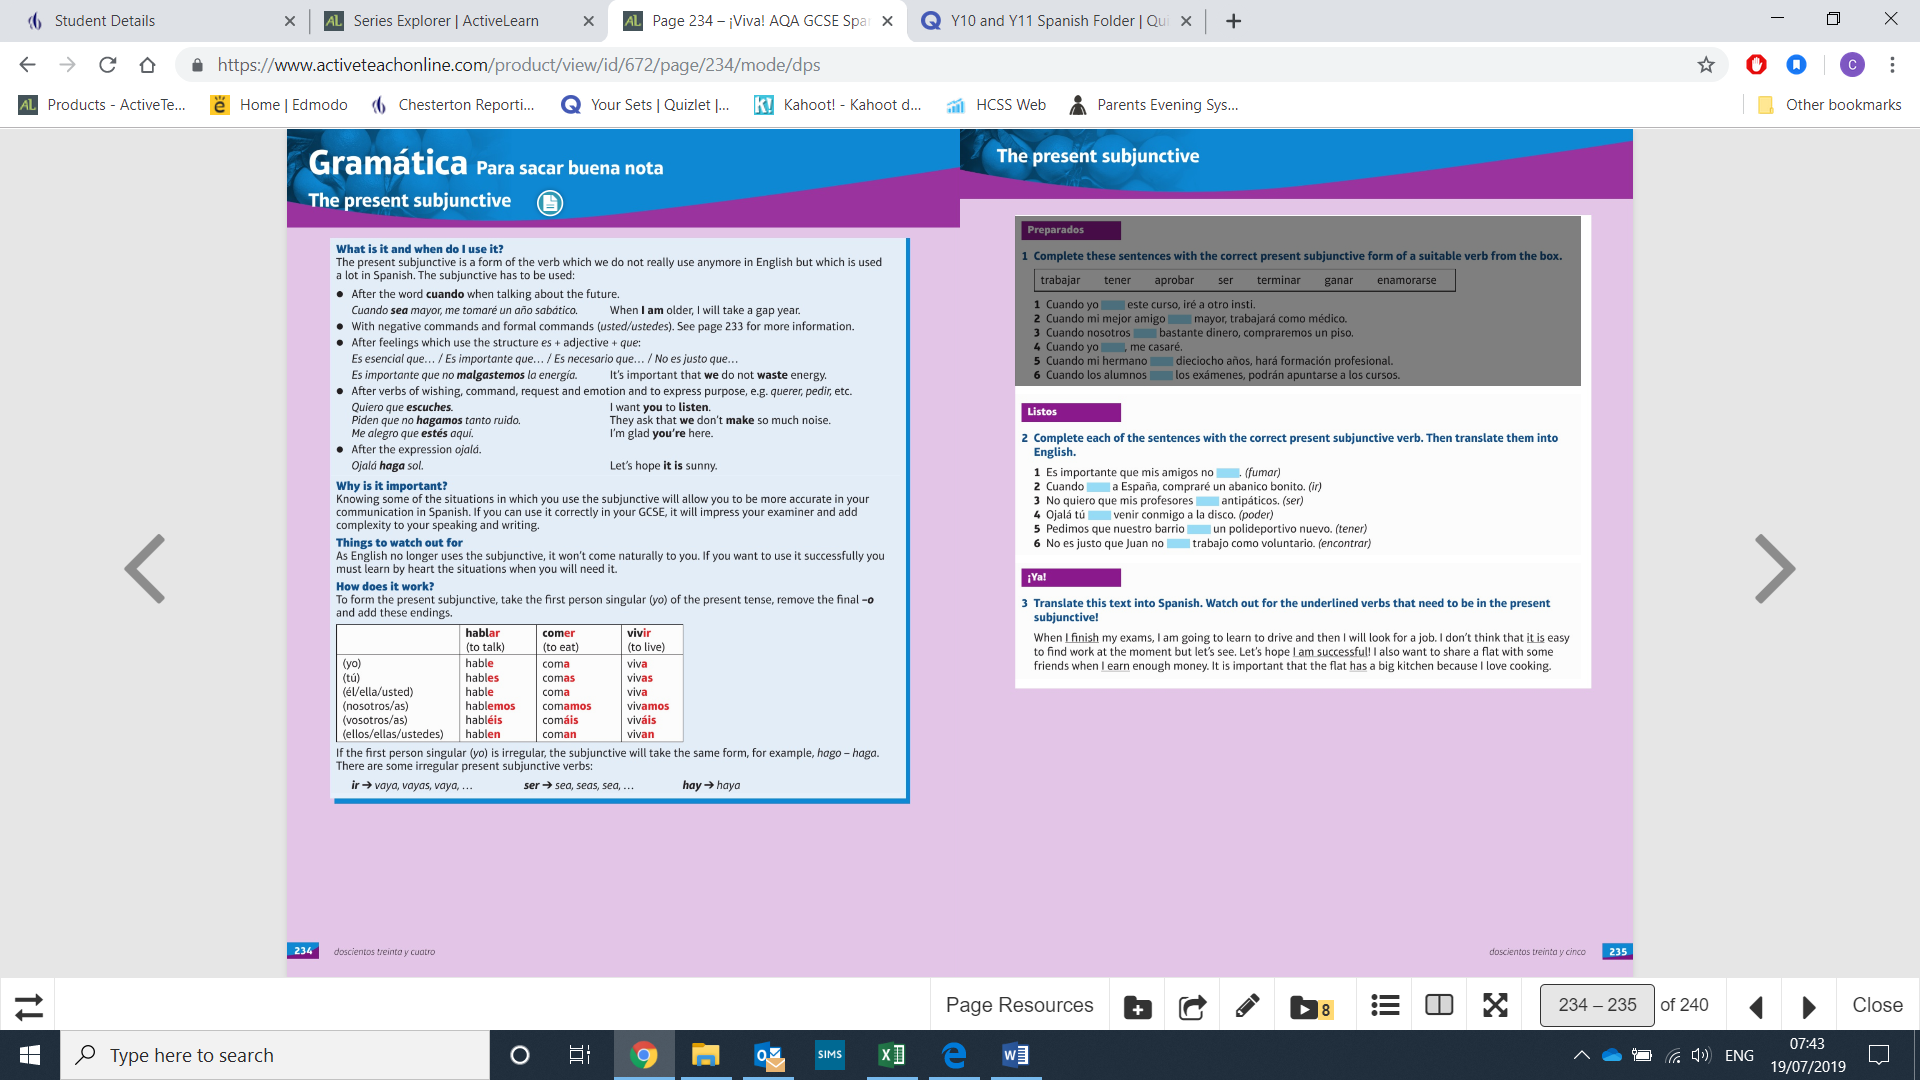 Student Details
Series Explorer | ActiveLearn
Page 234 – ¡Viva! AQA GCSE Spa
Y10 and Y11 Spanish Folder | Qui
https://www.activeteachonline.com/product/view/id/672/page/234/mode/dps
C
Products - ActiveTe...
Home | Edmodo
Chesterton Reporti...
Your Sets | Quizlet |...
Kahoot! - Kahoot d...
HCSS Web
Parents Evening Sys...
Other bookmarks
Gramática Para sacar buena nota
The present subjunctive
What is it and when do I use it?
The present subjunctive is a form of the verb which we do not really use anymore in English but which is used
a lot in Spanish. The subjunctive has to be used:
● After the word cuando when talking about the future.
Cuando sea mayor, me tomaré un año sabático. When I am older, I will take a gap year.
● With negative commands and formal commands (usted/ustedes). See page 233 for more information.
● After feelings which use the structure es + adjective + que:
Es esencial que… / Es importante que… / Es necesario que… / No es justo que…
Es importante que no malgastemos la energía. It's important that we do not waste energy.
● After verbs of wishing, command, request and emotion and to express purpose, e.g. querer, pedir, etc.
Quiero que escuches. I want you to listen.
Piden que no hagamos tanto ruido. They ask that we don't make so much noise.
Me alegro que estés aquí. I'm glad you're here.
● After the expression ojalá.
Ojalá haga sol. Let's hope it is sunny.
Why is it important?
Knowing some of the situations in which you use the subjunctive will allow you to be more accurate in your
communication in Spanish. If you can use it correctly in your GCSE, it will impress your examiner and add
complexity to your speaking and writing.
Things to watch out for
As English no longer uses the subjunctive, it won't come naturally to you. If you want to use it successfully you
must learn by heart the situations when you will need it.
How does it work?
To form the present subjunctive, take the first person singular (yo) of the present tense, remove the final –o
and add these endings.
hablar comer vivir
(to talk) (to eat) (to live)
(yo) hable coma viva
(tú) hables comas vivas
(él/ella/usted) hable coma viva
(nosotros/as) hablemos comamos vivamos
(vosotros/as) habléis comáis viváis
(ellos/ellas/ustedes) hablen coman vivan
If the first person singular (yo) is irregular, the subjunctive will take the same form, for example, hago – haga.
There are some irregular present subjunctive verbs:
ir → vaya, vayas, vaya, … ser → sea, seas, sea, … hay → haya
234 doscientos treinta y cuatro
The present subjunctive
Preparados
1 Complete these sentences with the correct present subjunctive form of a suitable verb from the box.
trabajar tener aprobar ser terminar ganar enamorarse
1 Cuando yo este curso, iré a otro insti.
2 Cuando mi mejor amigo mayor, trabajará como médico.
3 Cuando nosotros bastante dinero, compraremos un piso.
4 Cuando yo , me casaré.
5 Cuando mi hermano dieciocho años, hará formación profesional.
6 Cuando los alumnos los exámenes, podrán apuntarse a los cursos.
Listos
2 Complete each of the sentences with the correct present subjunctive verb. Then translate them into
English.
1 Es importante que mis amigos no . (fumar)
2 Cuando a España, compraré un abanico bonito. (ir)
3 No quiero que mis profesores antipáticos. (ser)
4 Ojalá tú venir conmigo a la disco. (poder)
5 Pedimos que nuestro barrio un polideportivo nuevo. (tener)
6 No es justo que Juan no trabajo como voluntario. (encontrar)
¡Ya!
3 Translate this text into Spanish. Watch out for the underlined verbs that need to be in the present
subjunctive!
When I finish my exams, I am going to learn to drive and then I will look for a job. I don't think that it is easy
to find work at the moment but let's see. Let's hope I am successful! I also want to share a flat with some
friends when I earn enough money. It is important that the flat has a big kitchen because I love cooking.
doscientos treinta y cinco 235
Page Resources
8
234 – 235 of 240
Close
Type here to search
SIMS
ENG
07:43
19/07/2019